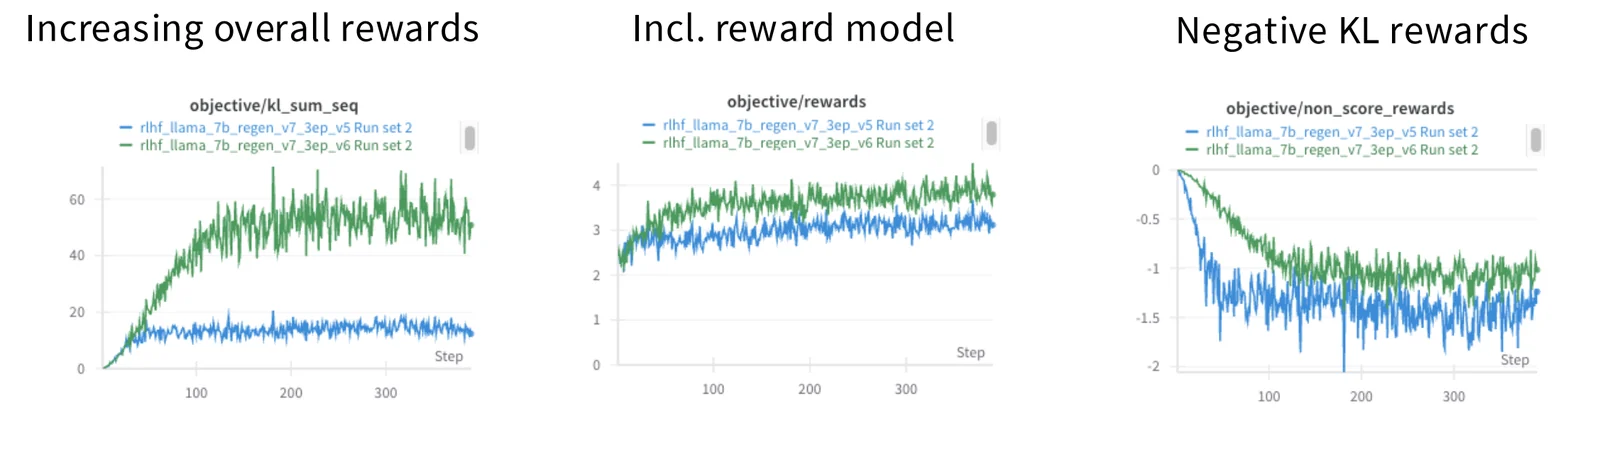 Increasing overall rewards
objective/kl_sum_seq
rlhf_llama_7b_regen_v7_3ep_v5 Run set 2
rlhf_llama_7b_regen_v7_3ep_v6 Run set 2
60
40
20
0
Step
100 200 300
Incl. reward model
objective/rewards
rlhf_llama_7b_regen_v7_3ep_v5 Run set 2
rlhf_llama_7b_regen_v7_3ep_v6 Run set 2
4
3
2
1
0
Step
100 200 300
Negative KL rewards
objective/non_score_rewards
rlhf_llama_7b_regen_v7_3ep_v5 Run set 2
rlhf_llama_7b_regen_v7_3ep_v6 Run set 2
0
-0.5
-1
-1.5
-2
Step
100 200 300